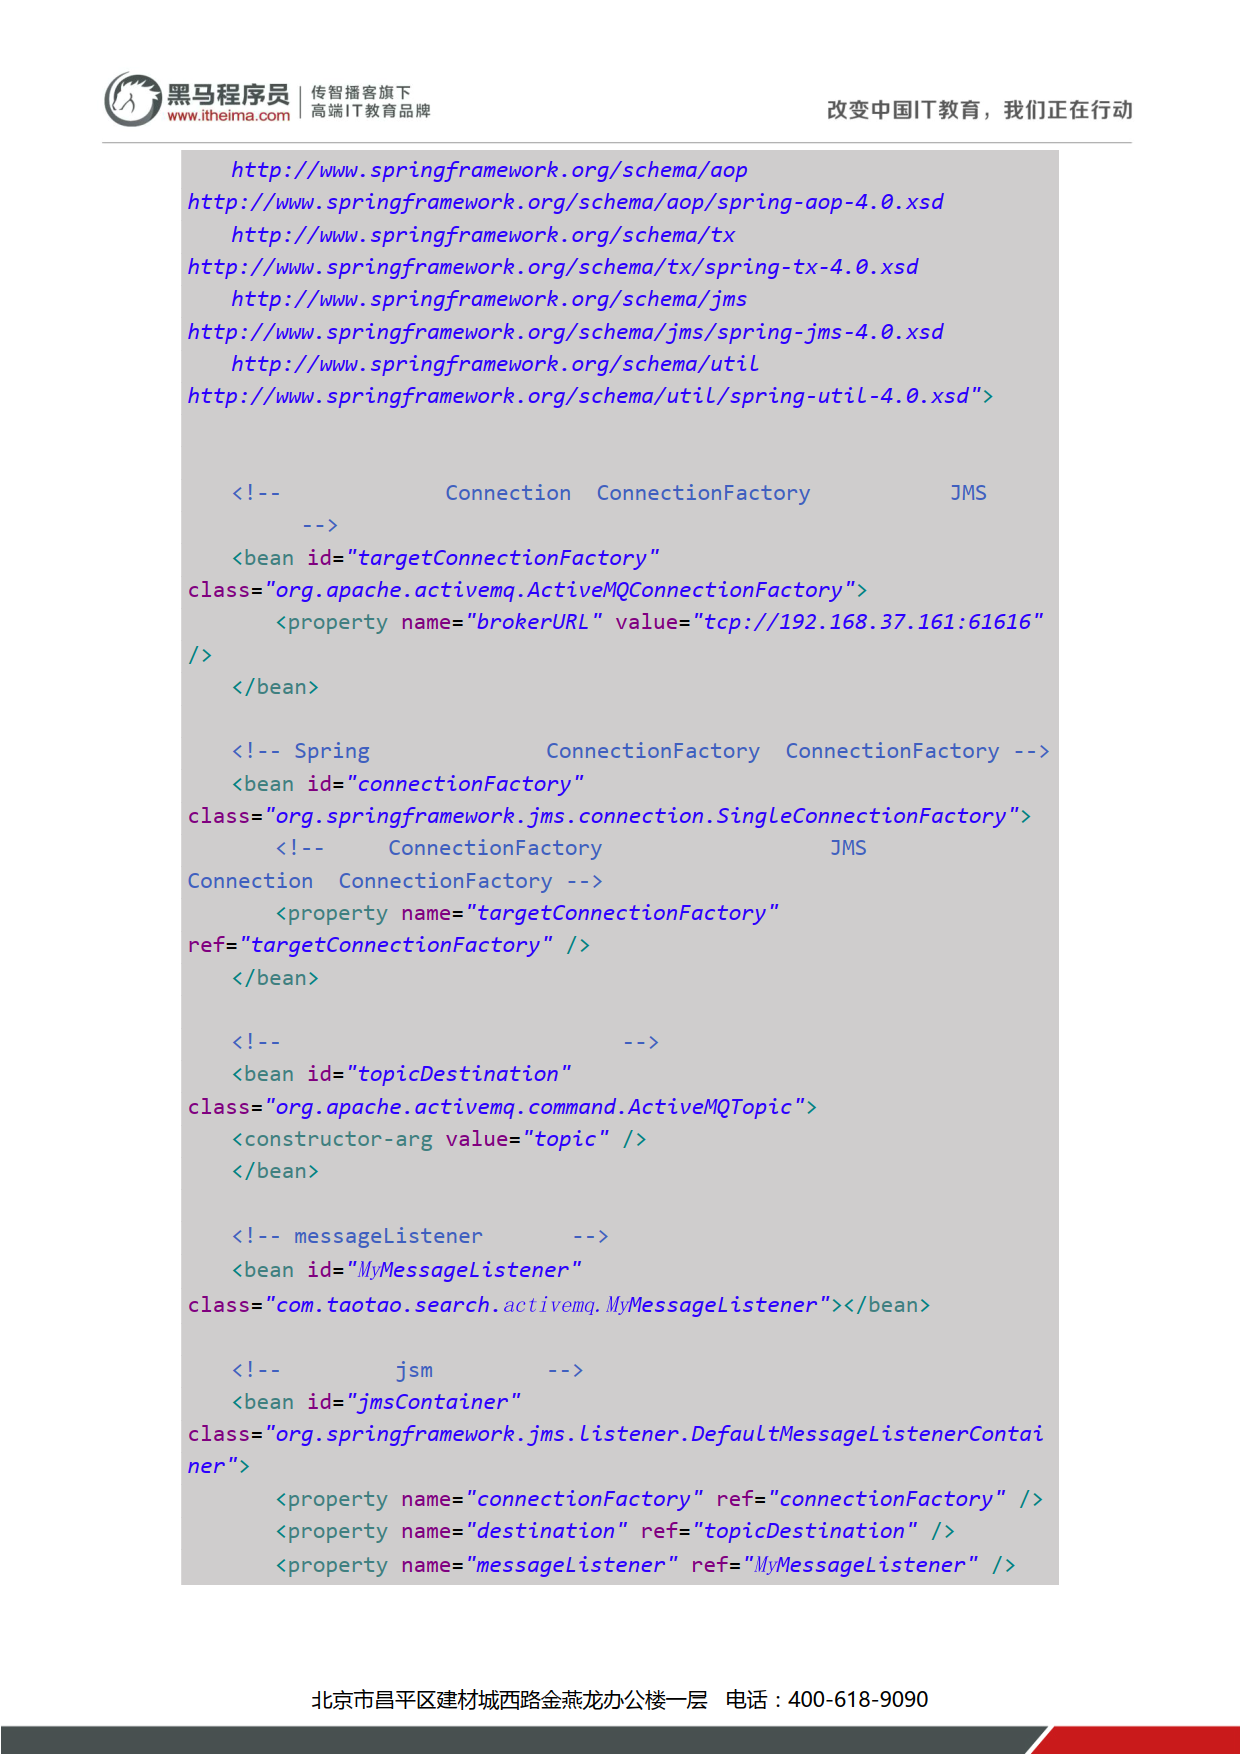 黑马程序员
www.itheima.com
传智播客旗下
高端IT教育品牌
改变中国IT教育，我们正在行动
http://www.springframework.org/schema/aop
http://www.springframework.org/schema/aop/spring-aop-4.0.xsd
http://www.springframework.org/schema/tx
http://www.springframework.org/schema/tx/spring-tx-4.0.xsd
http://www.springframework.org/schema/jms
http://www.springframework.org/schema/jms/spring-jms-4.0.xsd
http://www.springframework.org/schema/util
http://www.springframework.org/schema/util/spring-util-4.0.xsd">
<!-- Connection ConnectionFactory JMS
-->
<bean id="targetConnectionFactory"
class="org.apache.activemq.ActiveMQConnectionFactory">
<property name="brokerURL" value="tcp://192.168.37.161:61616"
/>
</bean>
<!-- Spring ConnectionFactory ConnectionFactory -->
<bean id="connectionFactory"
class="org.springframework.jms.connection.SingleConnectionFactory">
<!-- ConnectionFactory JMS
Connection ConnectionFactory -->
<property name="targetConnectionFactory"
ref="targetConnectionFactory" />
</bean>
<!-- -->
<bean id="topicDestination"
class="org.apache.activemq.command.ActiveMQTopic">
<constructor-arg value="topic" />
</bean>
<!-- messageListener -->
<bean id="MyMessageListener"
class="com.taotao.search.activemq.MyMessageListener"></bean>
<!-- jsm -->
<bean id="jmsContainer"
class="org.springframework.jms.listener.DefaultMessageListenerContai
ner">
<property name="connectionFactory" ref="connectionFactory" />
<property name="destination" ref="topicDestination" />
<property name="messageListener" ref="MyMessageListener" />
北京市昌平区建材城西路金燕龙办公楼一层 电话：400-618-9090